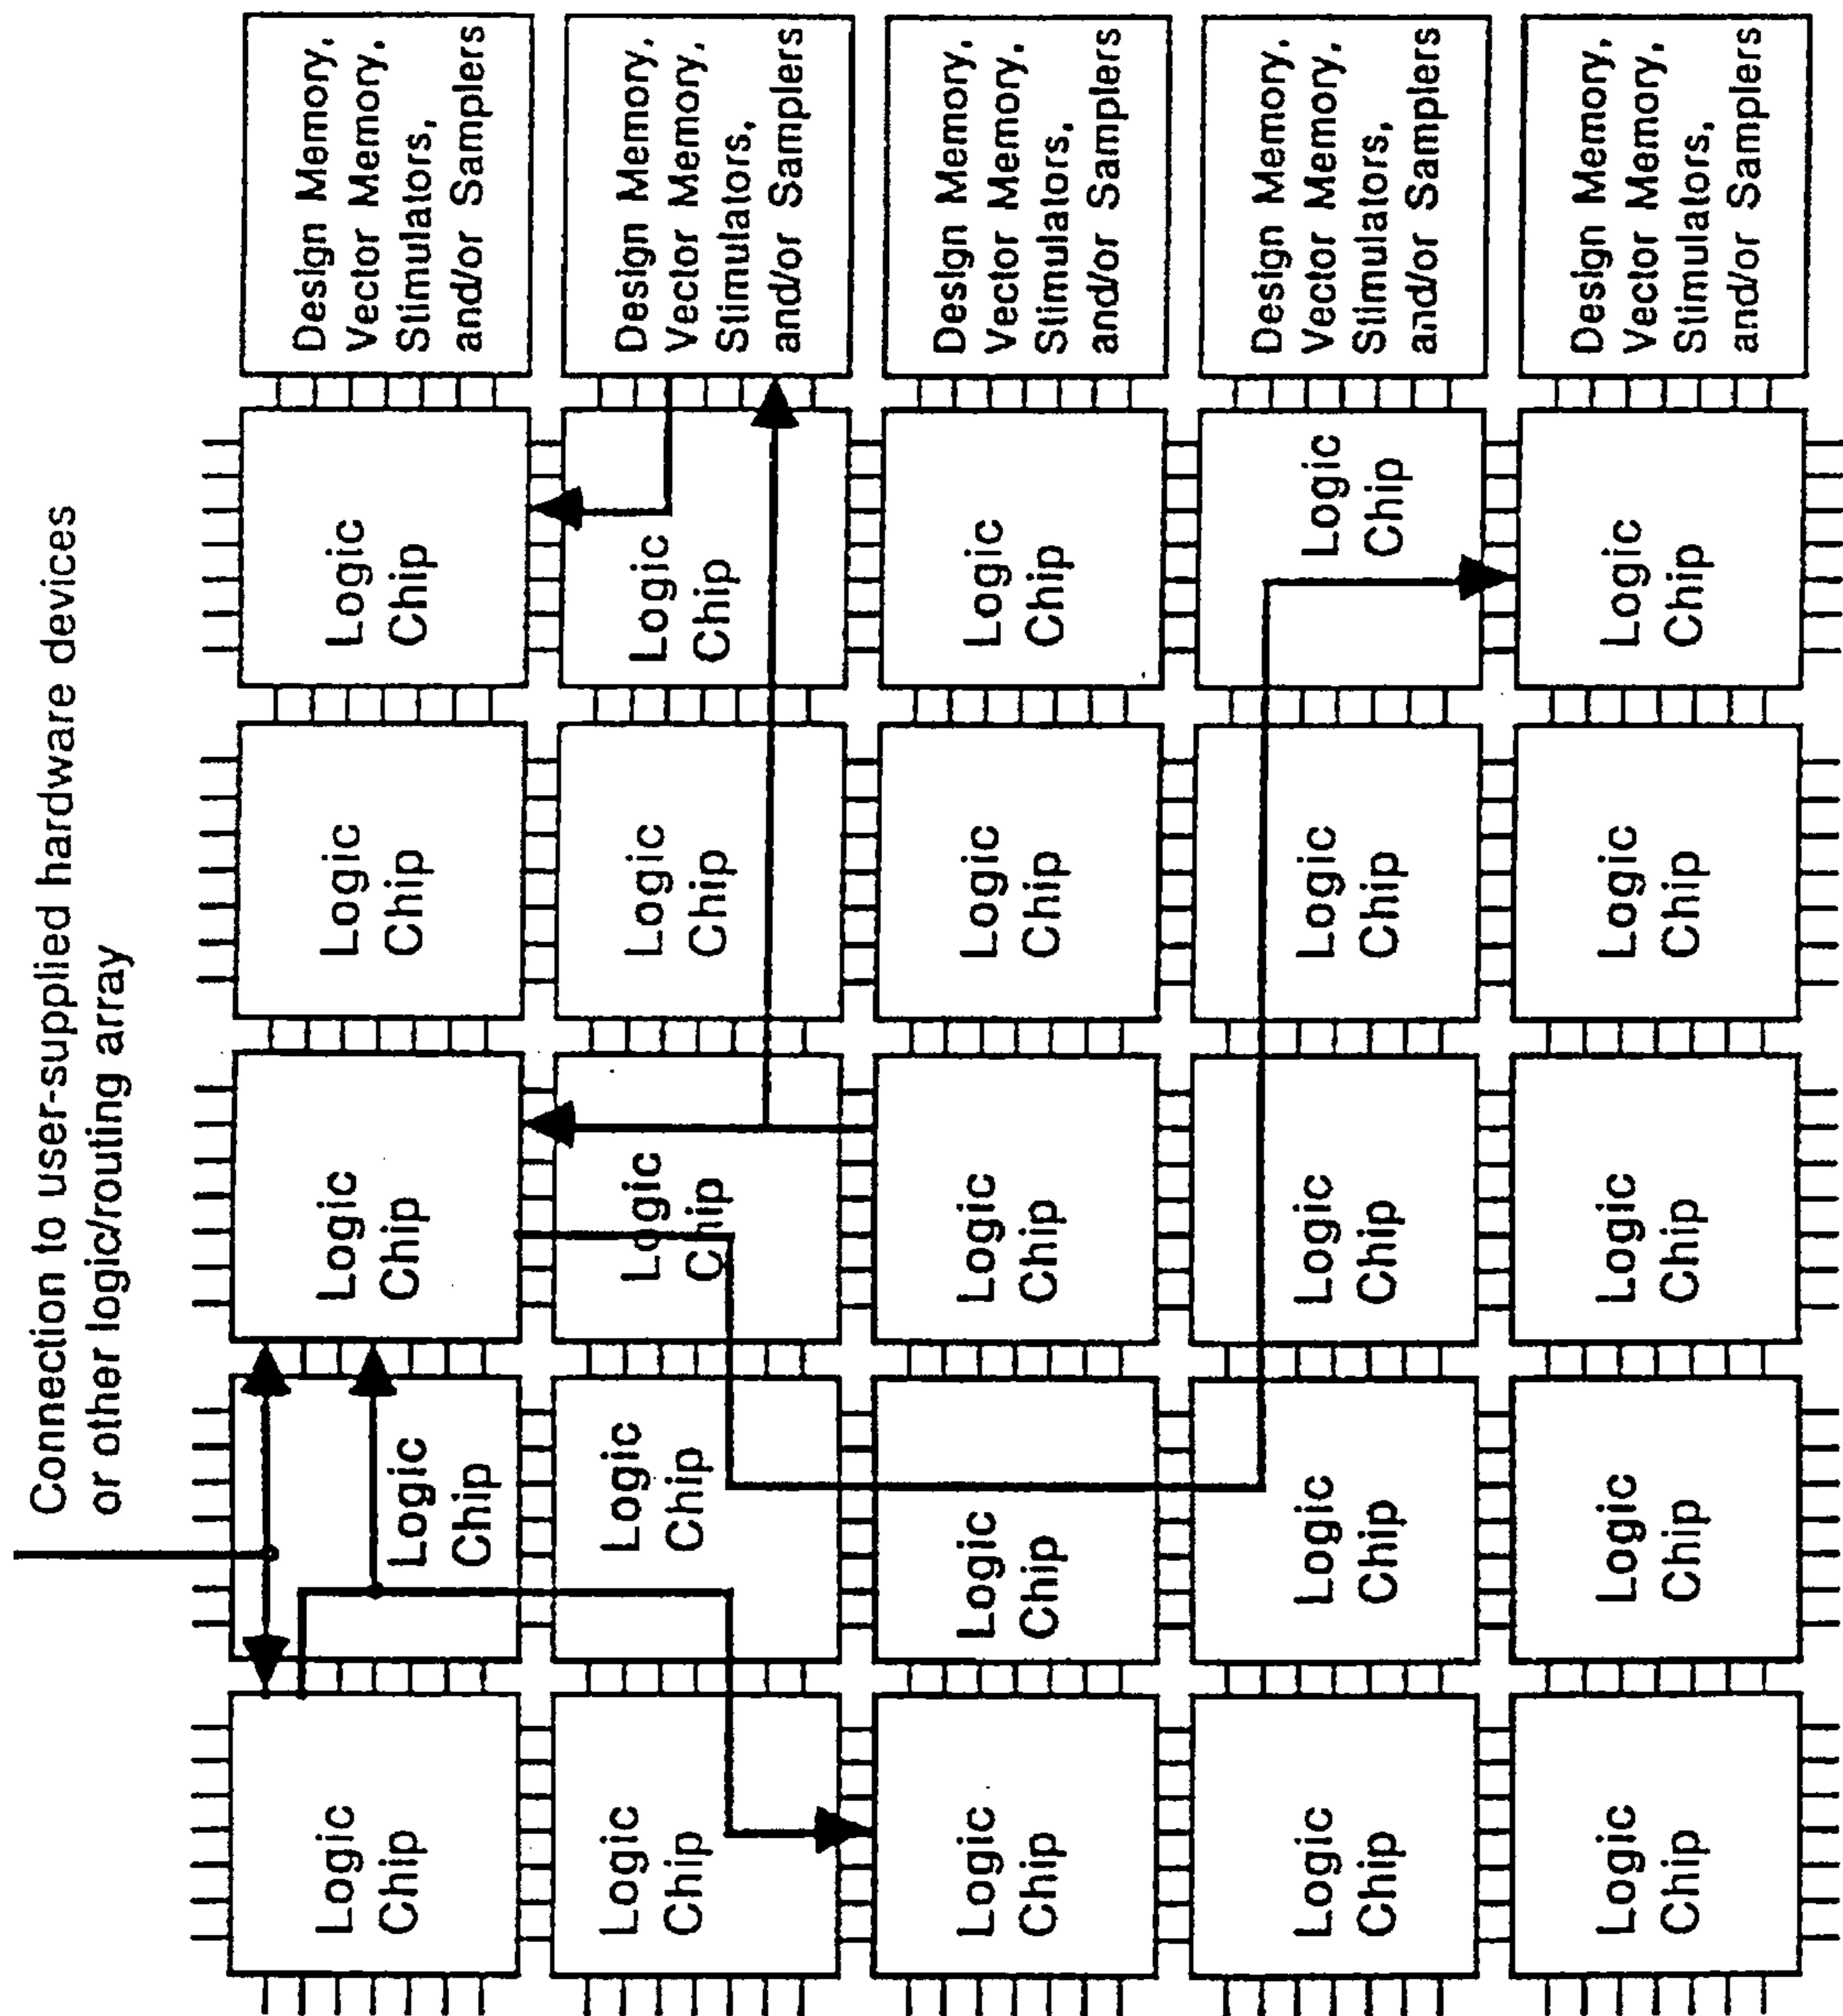 Connection to user-supplied hardware devices
or other logic/routing array
Logic
Chip
Logic
Chip
Logic
Chip
Logic
Chip
Logic
Chip
Design Memory,
Vector Memory,
Stimulators,
and/or Samplers
Logic
Chip
Logic
Chip
Logic
Chip
Logic
Chip
Logic
Chip
Design Memory,
Vector Memory,
Stimulators,
and/or Samplers
Logic
Chip
Logic
Chip
Logic
Chip
Logic
Chip
Logic
Chip
Design Memory,
Vector Memory,
Stimulators,
and/or Samplers
Logic
Chip
Logic
Chip
Logic
Chip
Logic
Chip
Logic
Chip
Design Memory,
Vector Memory,
Stimulators,
and/or Samplers
Logic
Chip
Logic
Chip
Logic
Chip
Logic
Chip
Logic
Chip
Design Memory,
Vector Memory,
Stimulators,
and/or Samplers